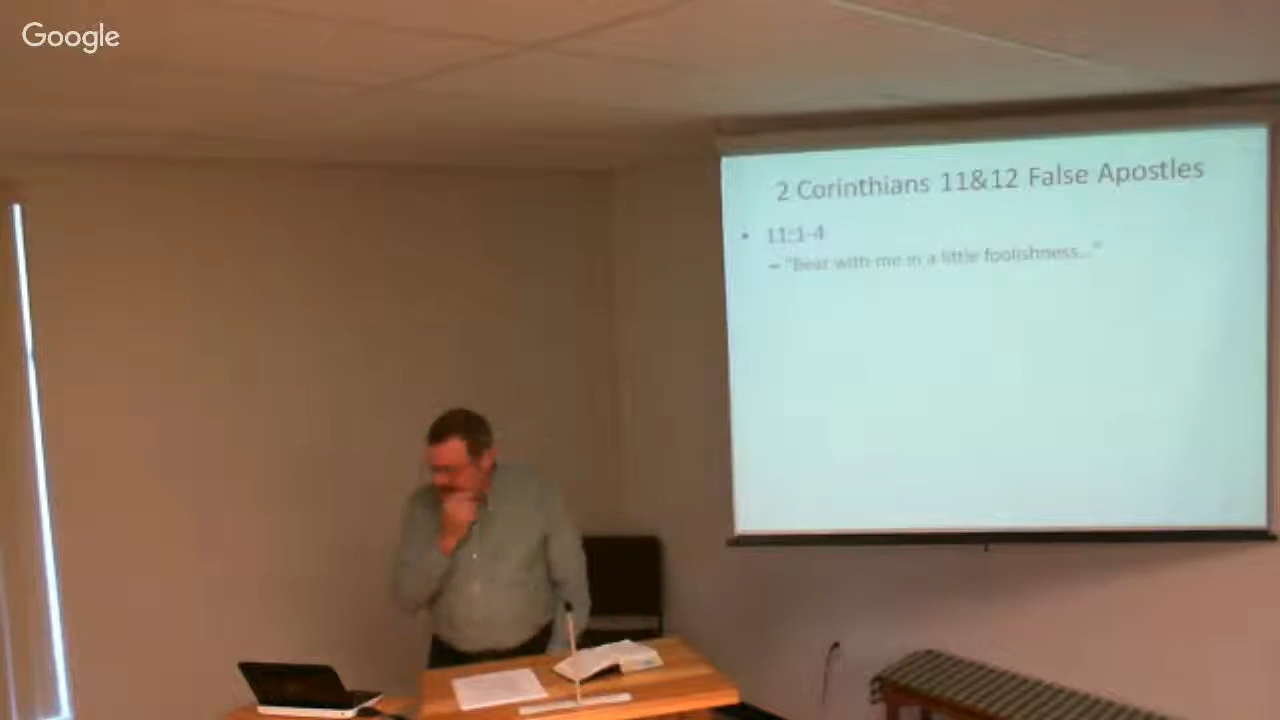 Google
2 Corinthians 11&12 False Apostles
• 11:1-4
– "Bear with me in a little foolishness…"